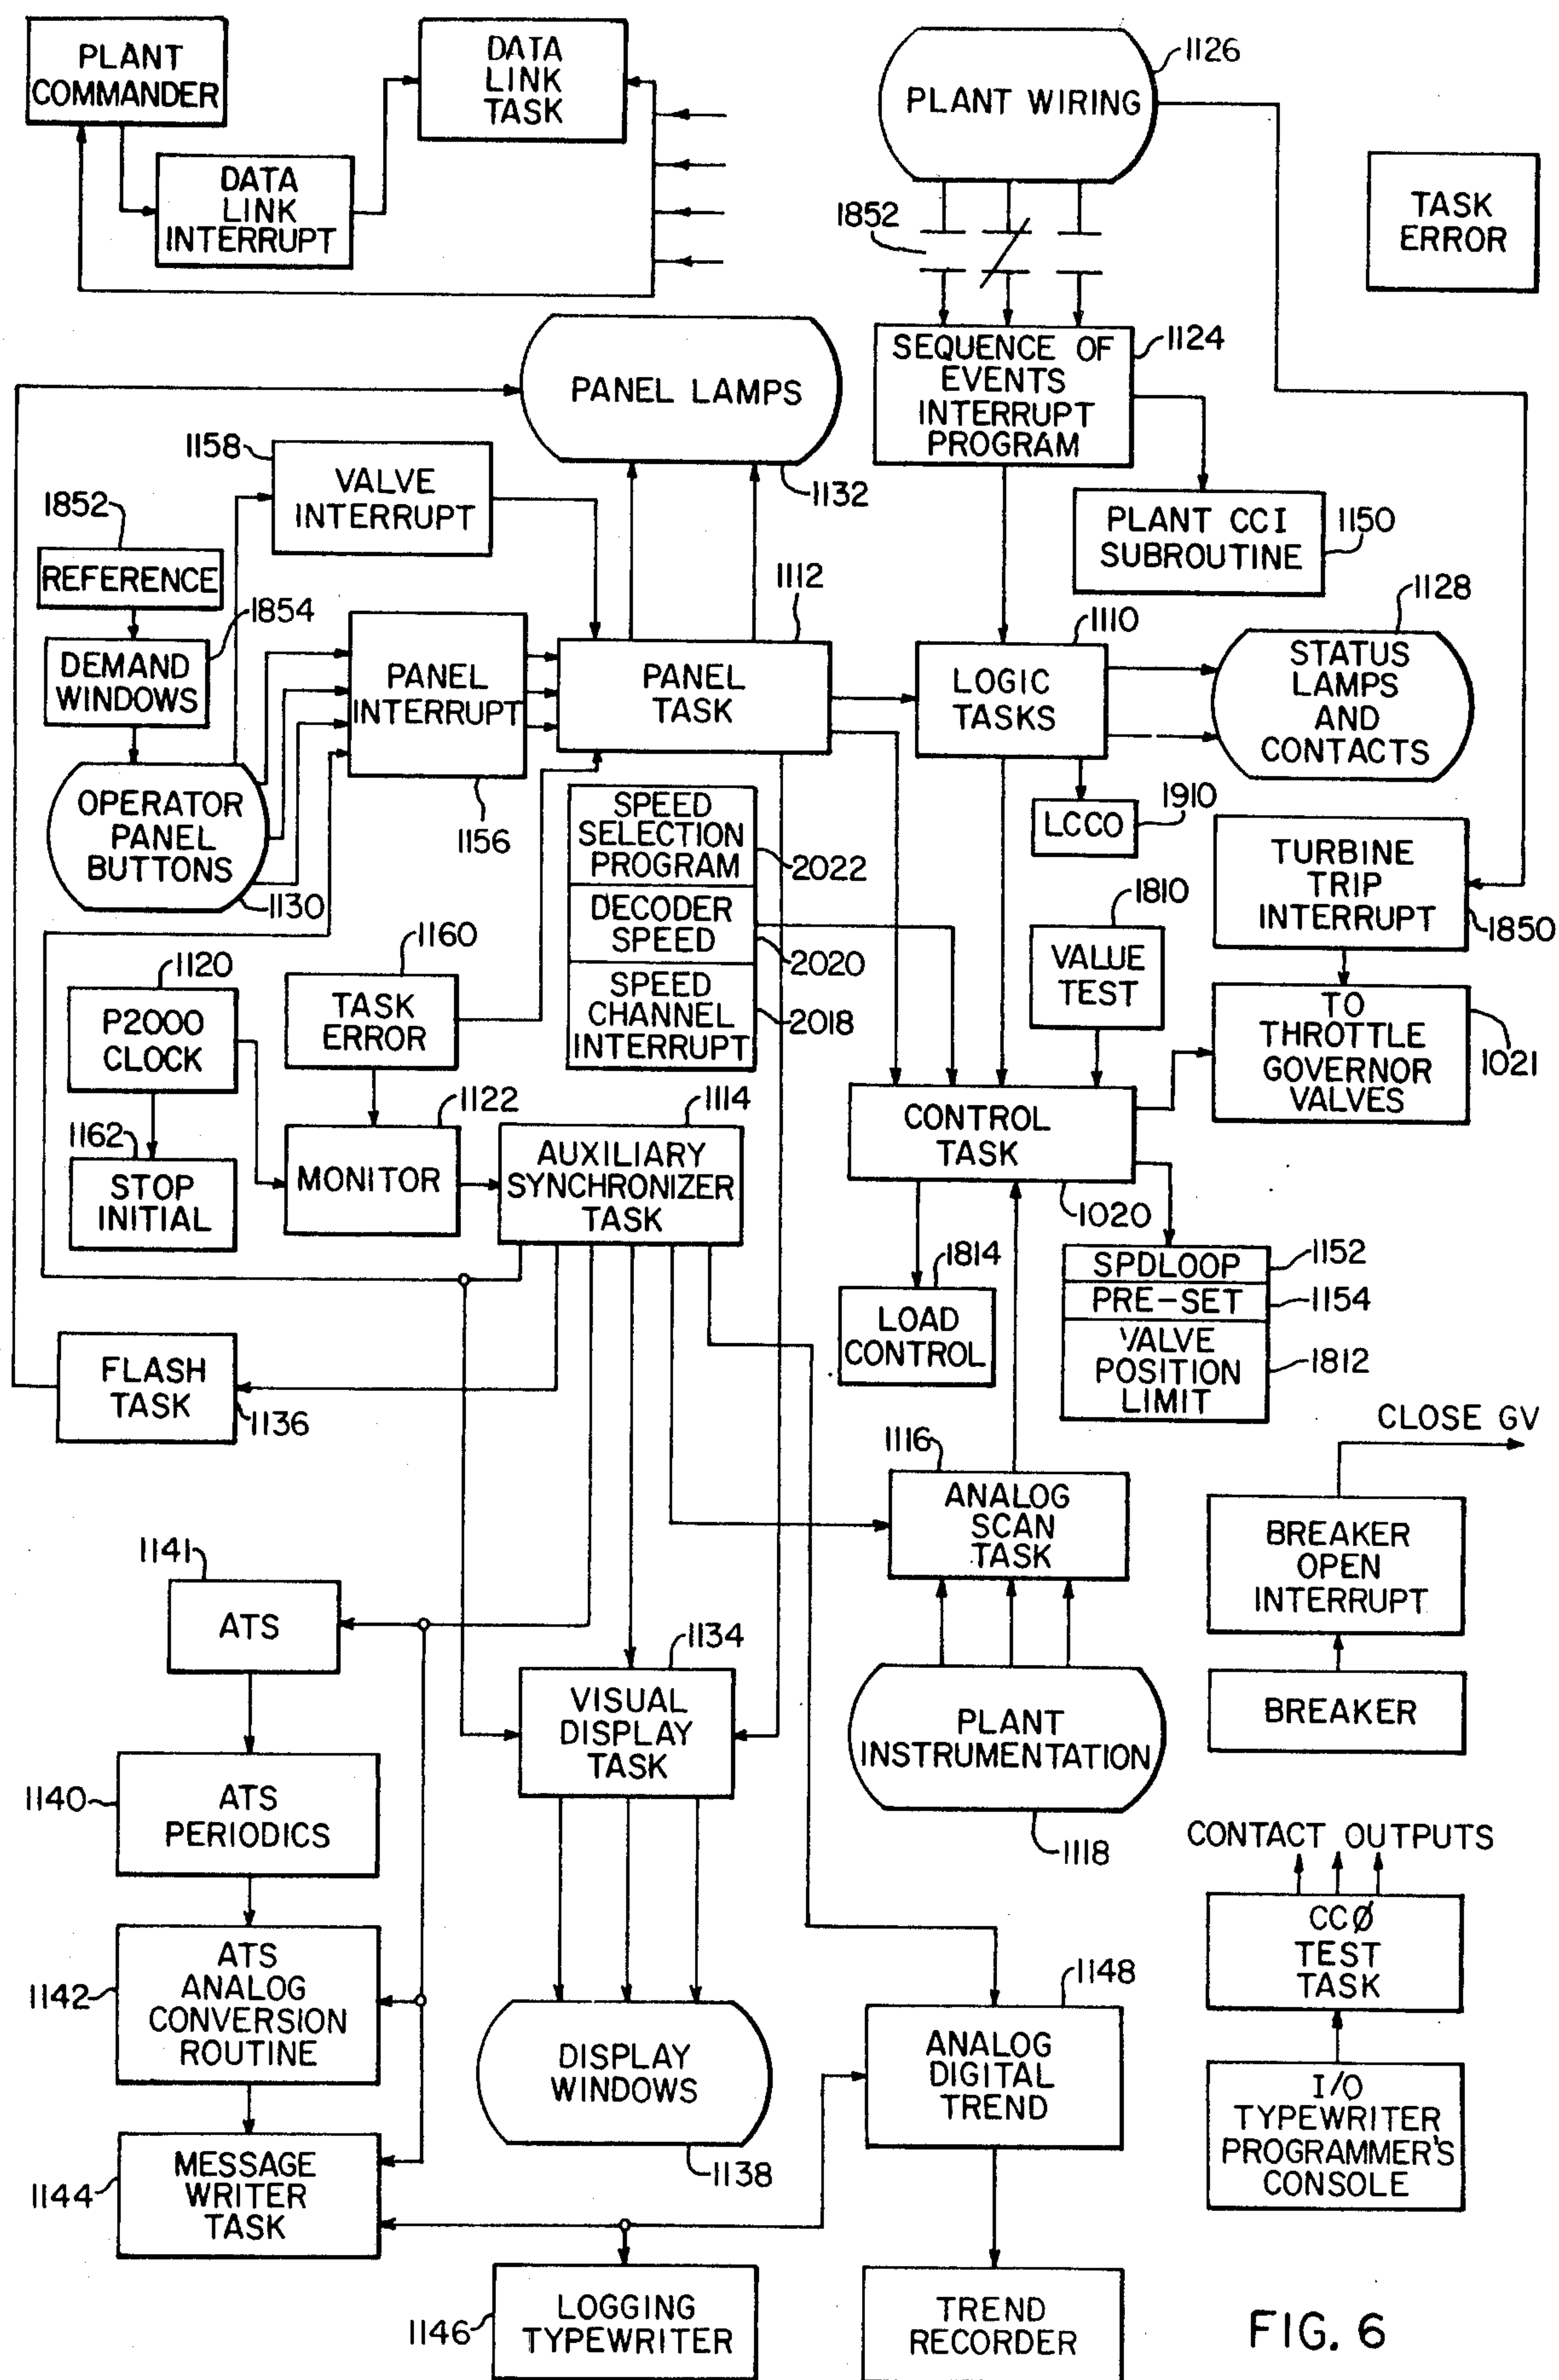 PLANT
COMMANDER
DATA
LINK
TASK
DATA
LINK
INTERRUPT
PLANT WIRING
1126
1852
TASK
ERROR
PANEL LAMPS
1132
SEQUENCE OF
EVENTS
INTERRUPT
PROGRAM
1124
PLANT CCI
SUBROUTINE
1150
1158
VALVE
INTERRUPT
1852
REFERENCE
1854
DEMAND
WINDOWS
PANEL
INTERRUPT
1156
1112
PANEL
TASK
1110
LOGIC
TASKS
1128
STATUS
LAMPS
AND
CONTACTS
OPERATOR
PANEL
BUTTONS
1130
SPEED
SELECTION
PROGRAM
2022
DECODER
SPEED
2020
SPEED
CHANNEL
INTERRUPT
2018
LCCO
1910
1810
VALUE
TEST
TURBINE
TRIP
INTERRUPT
1850
1120
P2000
CLOCK
1160
TASK
ERROR
TO
THROTTLE
GOVERNOR
VALVES
1021
1162
STOP
INITIAL
1122
MONITOR
1114
AUXILIARY
SYNCHRONIZER
TASK
CONTROL
TASK
1020
1814
LOAD
CONTROL
SPDLOOP
1152
PRE-SET
1154
VALVE
POSITION
LIMIT
1812
FLASH
TASK
1136
CLOSE GV
1116
ANALOG
SCAN
TASK
BREAKER
OPEN
INTERRUPT
BREAKER
1141
ATS
1134
VISUAL
DISPLAY
TASK
PLANT
INSTRUMENTATION
1118
1140
ATS
PERIODICS
CONTACT OUTPUTS
CCØ
TEST
TASK
1142
ATS
ANALOG
CONVERSION
ROUTINE
DISPLAY
WINDOWS
1138
1148
ANALOG
DIGITAL
TREND
I/O
TYPEWRITER
PROGRAMMER'S
CONSOLE
1144
MESSAGE
WRITER
TASK
1146
LOGGING
TYPEWRITER
TREND
RECORDER
FIG. 6